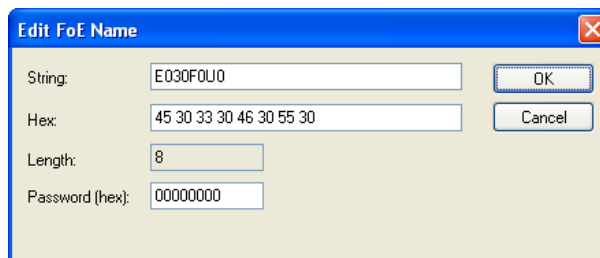 Edit FoE Name
String: E030F0U0 OK
Hex: 45 30 33 30 46 30 55 30 Cancel
Length: 8
Password (hex): 00000000